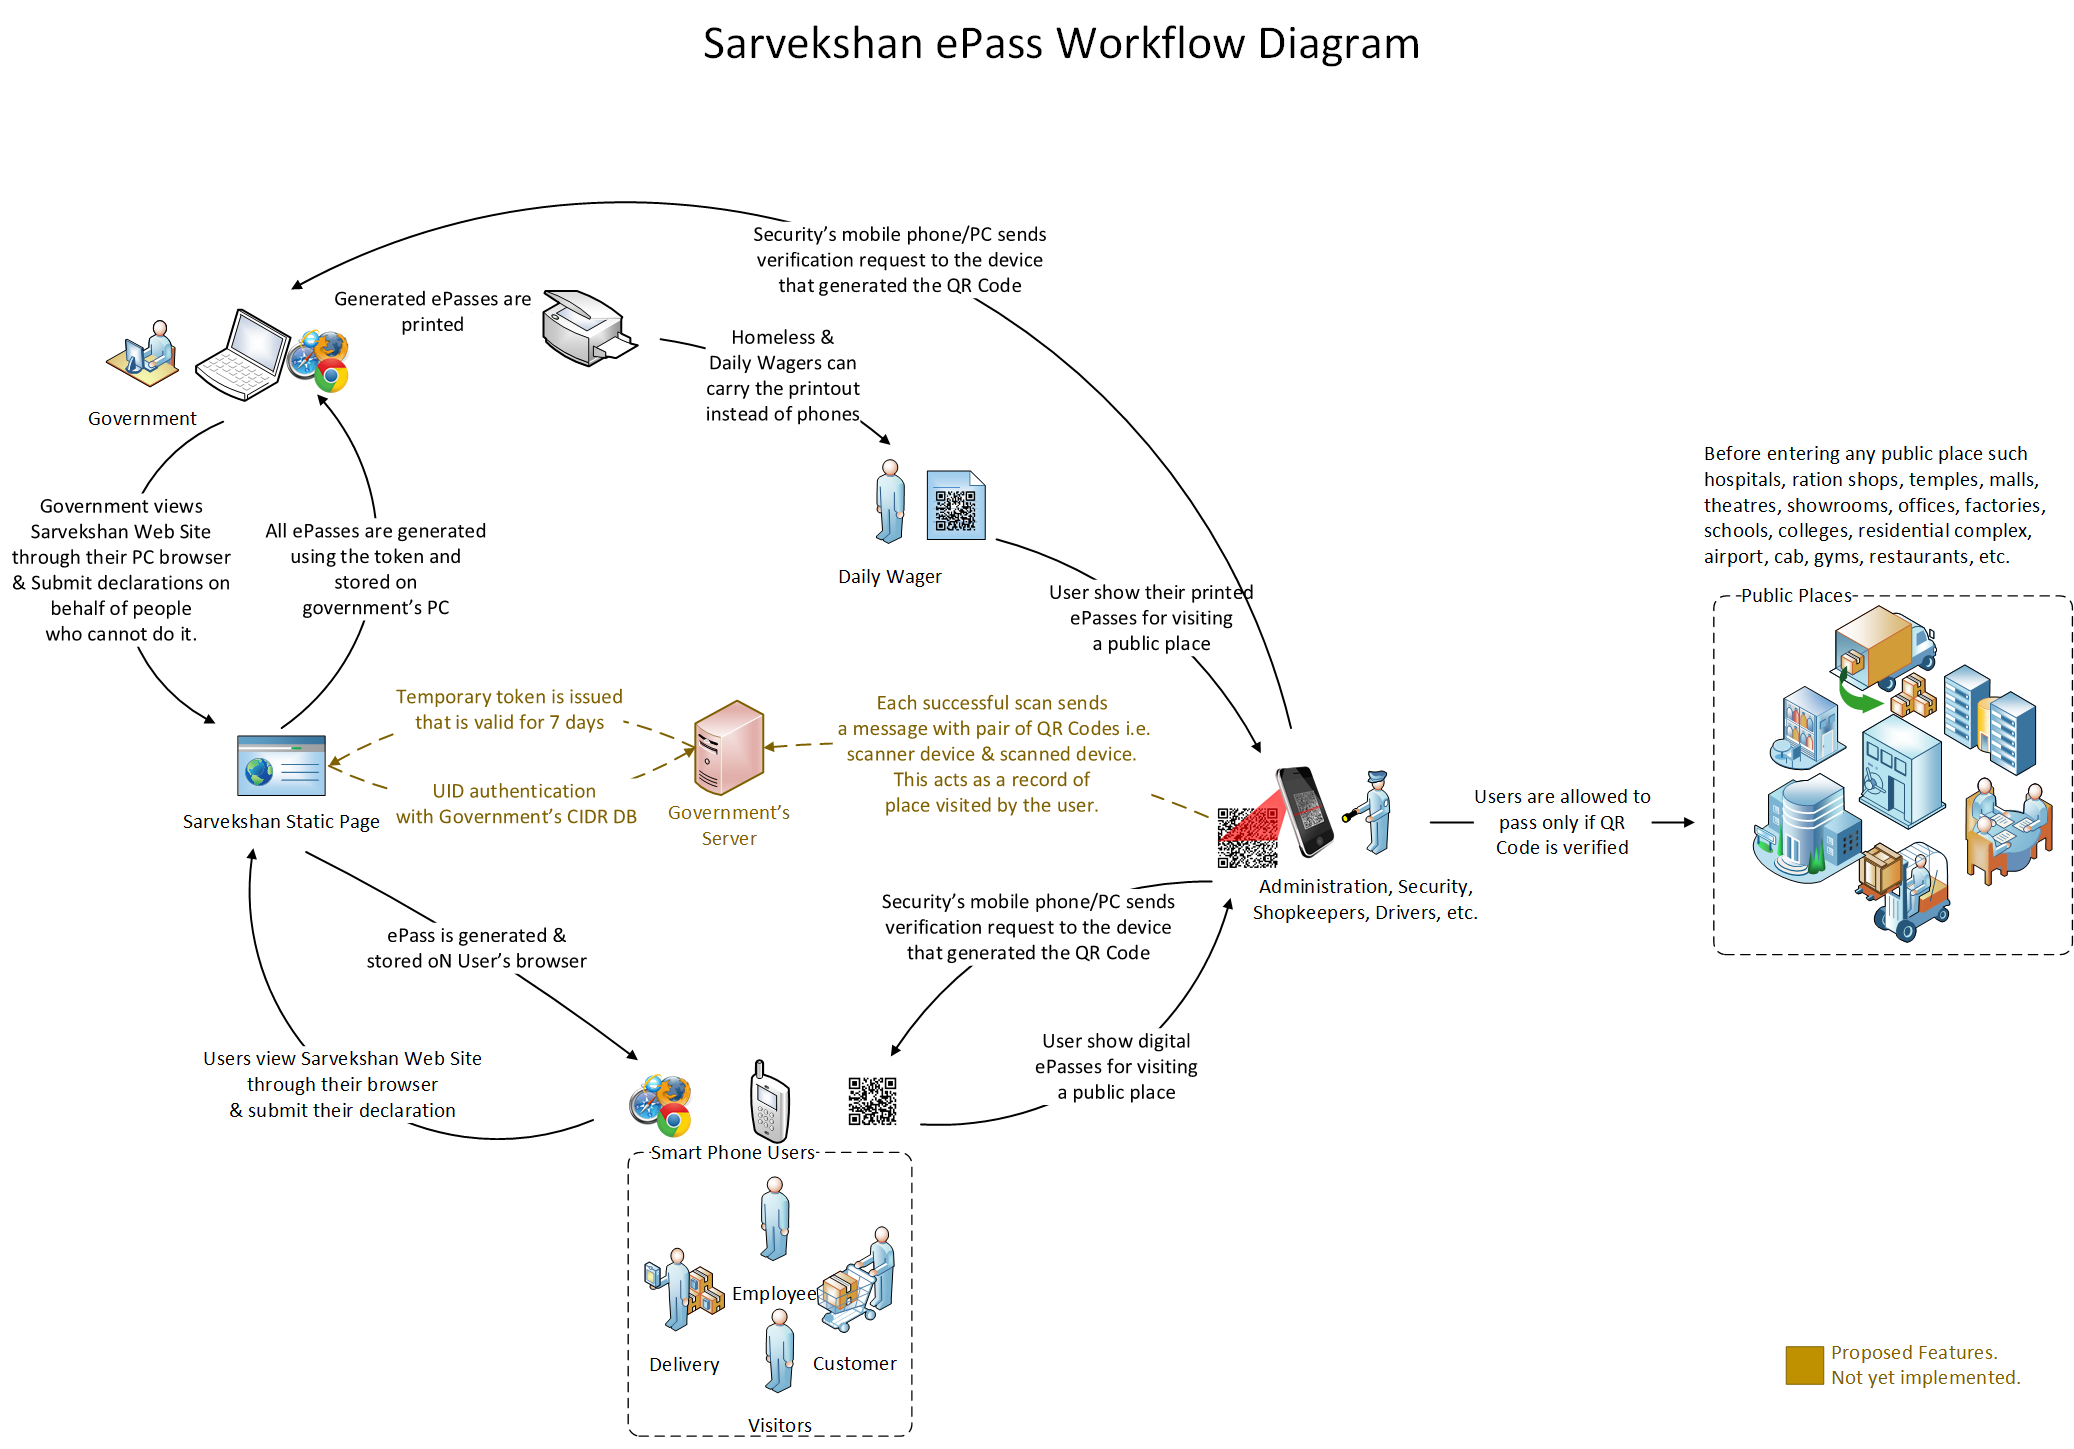 Sarvekshan ePass Workflow Diagram
Security’s mobile phone/PC sends
verification request to the device
that generated the QR Code
Generated ePasses are
printed
Homeless &
Daily Wagers can
carry the printout
instead of phones
Government
Government views
Sarvekshan Web Site
through their PC browser
& Submit declarations on
behalf of people
who cannot do it.
All ePasses are generated
using the token and
stored on
government’s PC
Daily Wager
User show their printed
ePasses for visiting
a public place
Before entering any public place such
hospitals, ration shops, temples, malls,
theatres, showrooms, offices, factories,
schools, colleges, residential complex,
airport, cab, gyms, restaurants, etc.
Public Places
Temporary token is issued
that is valid for 7 days
UID authentication
with Government’s CIDR DB
Government’s
Server
Each successful scan sends
a message with pair of QR Codes i.e.
scanner device & scanned device.
This acts as a record of
place visited by the user.
Sarvekshan Static Page
Users are allowed to
pass only if QR
Code is verified
Administration, Security,
Shopkeepers, Drivers, etc.
Security’s mobile phone/PC sends
verification request to the device
that generated the QR Code
ePass is generated &
stored oN User’s browser
Users view Sarvekshan Web Site
through their browser
& submit their declaration
User show digital
ePasses for visiting
a public place
Smart Phone Users
Employee
Delivery
Customer
Visitors
Proposed Features.
Not yet implemented.